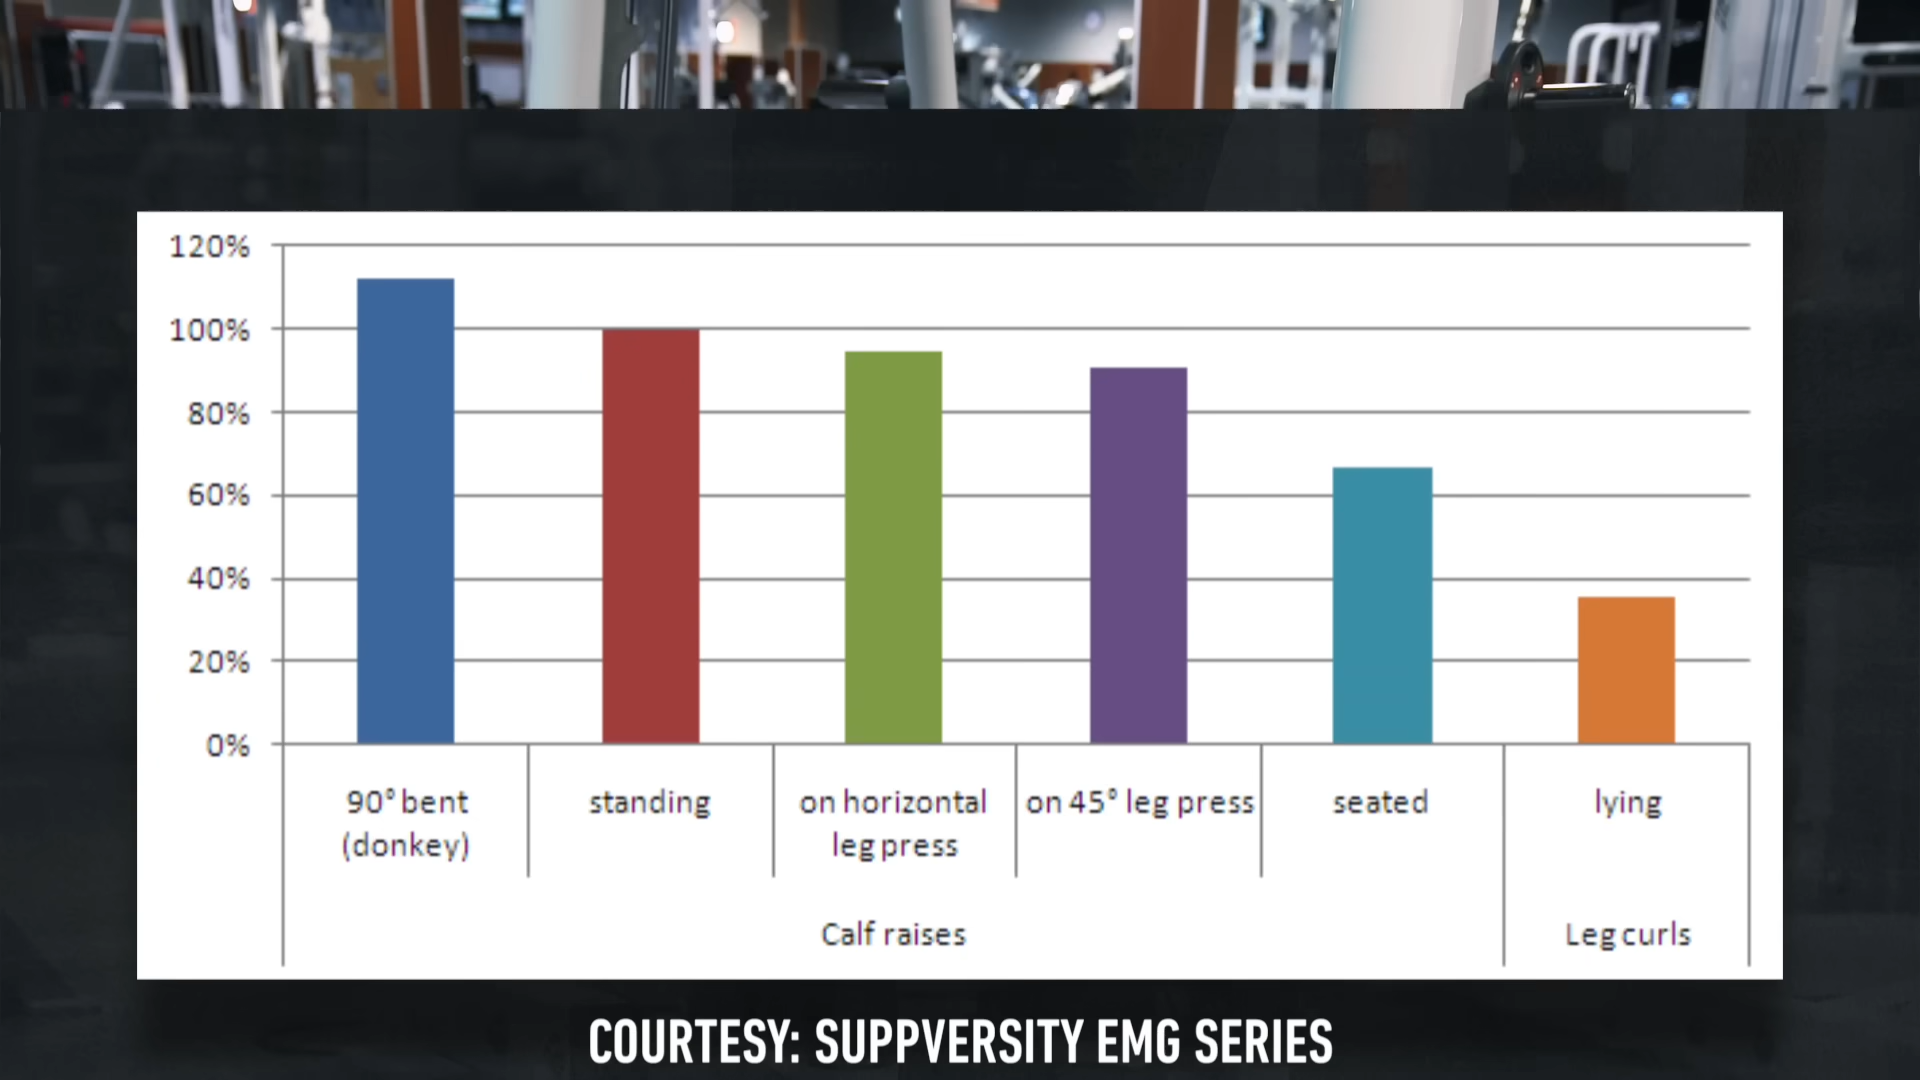 120%
100%
80%
60%
40%
20%
0%
90° bent
(donkey)
standing
on horizontal
leg press
on 45° leg press
seated
lying
Calf raises
Leg curls
COURTESY: SUPPVERSITY EMG SERIES